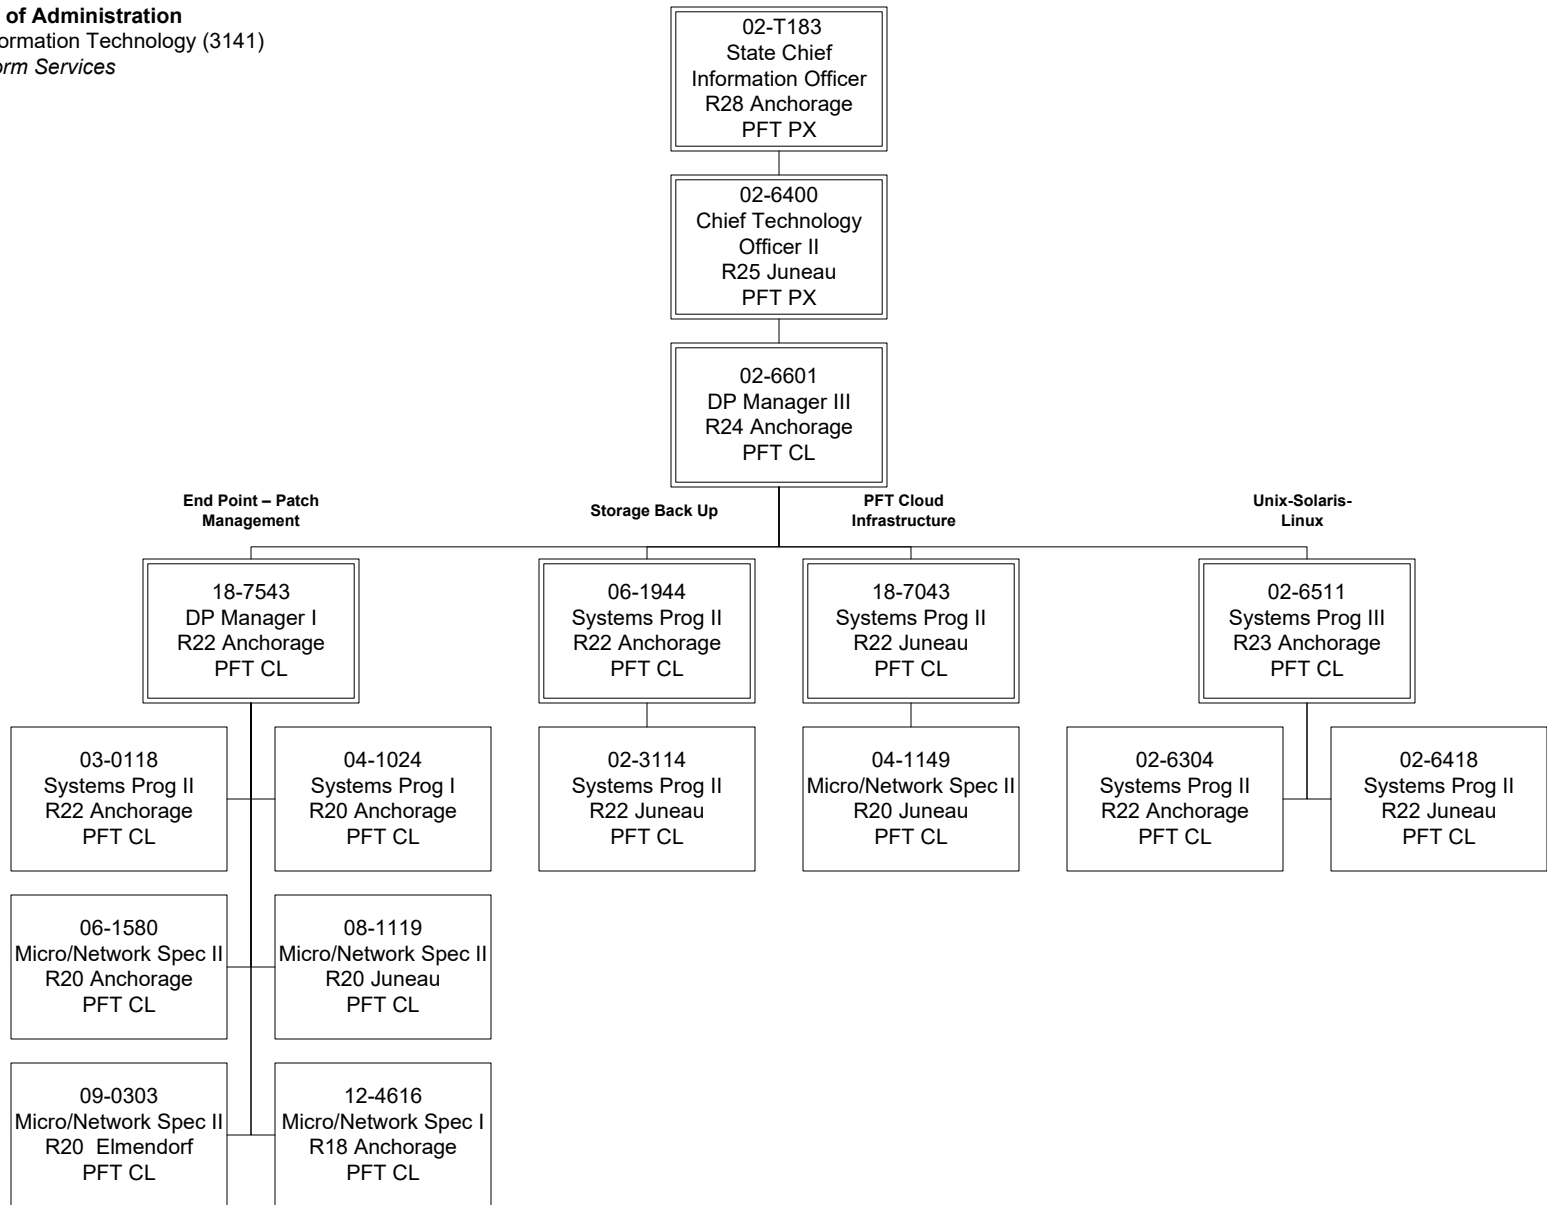 of Administration
ormation Technology (3141)
orm Services
02-T183
State Chief
Information Officer
R28 Anchorage
PFT PX
02-6400
Chief Technology
Officer II
R25 Juneau
PFT PX
02-6601
DP Manager III
R24 Anchorage
PFT CL
End Point – Patch
Management
Storage Back Up
PFT Cloud
Infrastructure
Unix-Solaris-
Linux
18-7543
DP Manager I
R22 Anchorage
PFT CL
06-1944
Systems Prog II
R22 Anchorage
PFT CL
18-7043
Systems Prog II
R22 Juneau
PFT CL
02-6511
Systems Prog III
R23 Anchorage
PFT CL
03-0118
Systems Prog II
R22 Anchorage
PFT CL
04-1024
Systems Prog I
R20 Anchorage
PFT CL
02-3114
Systems Prog II
R22 Juneau
PFT CL
04-1149
Micro/Network Spec II
R20 Juneau
PFT CL
02-6304
Systems Prog II
R22 Anchorage
PFT CL
02-6418
Systems Prog II
R22 Juneau
PFT CL
06-1580
Micro/Network Spec II
R20 Anchorage
PFT CL
08-1119
Micro/Network Spec II
R20 Juneau
PFT CL
09-0303
Micro/Network Spec II
R20 Elmendorf
PFT CL
12-4616
Micro/Network Spec I
R18 Anchorage
PFT CL